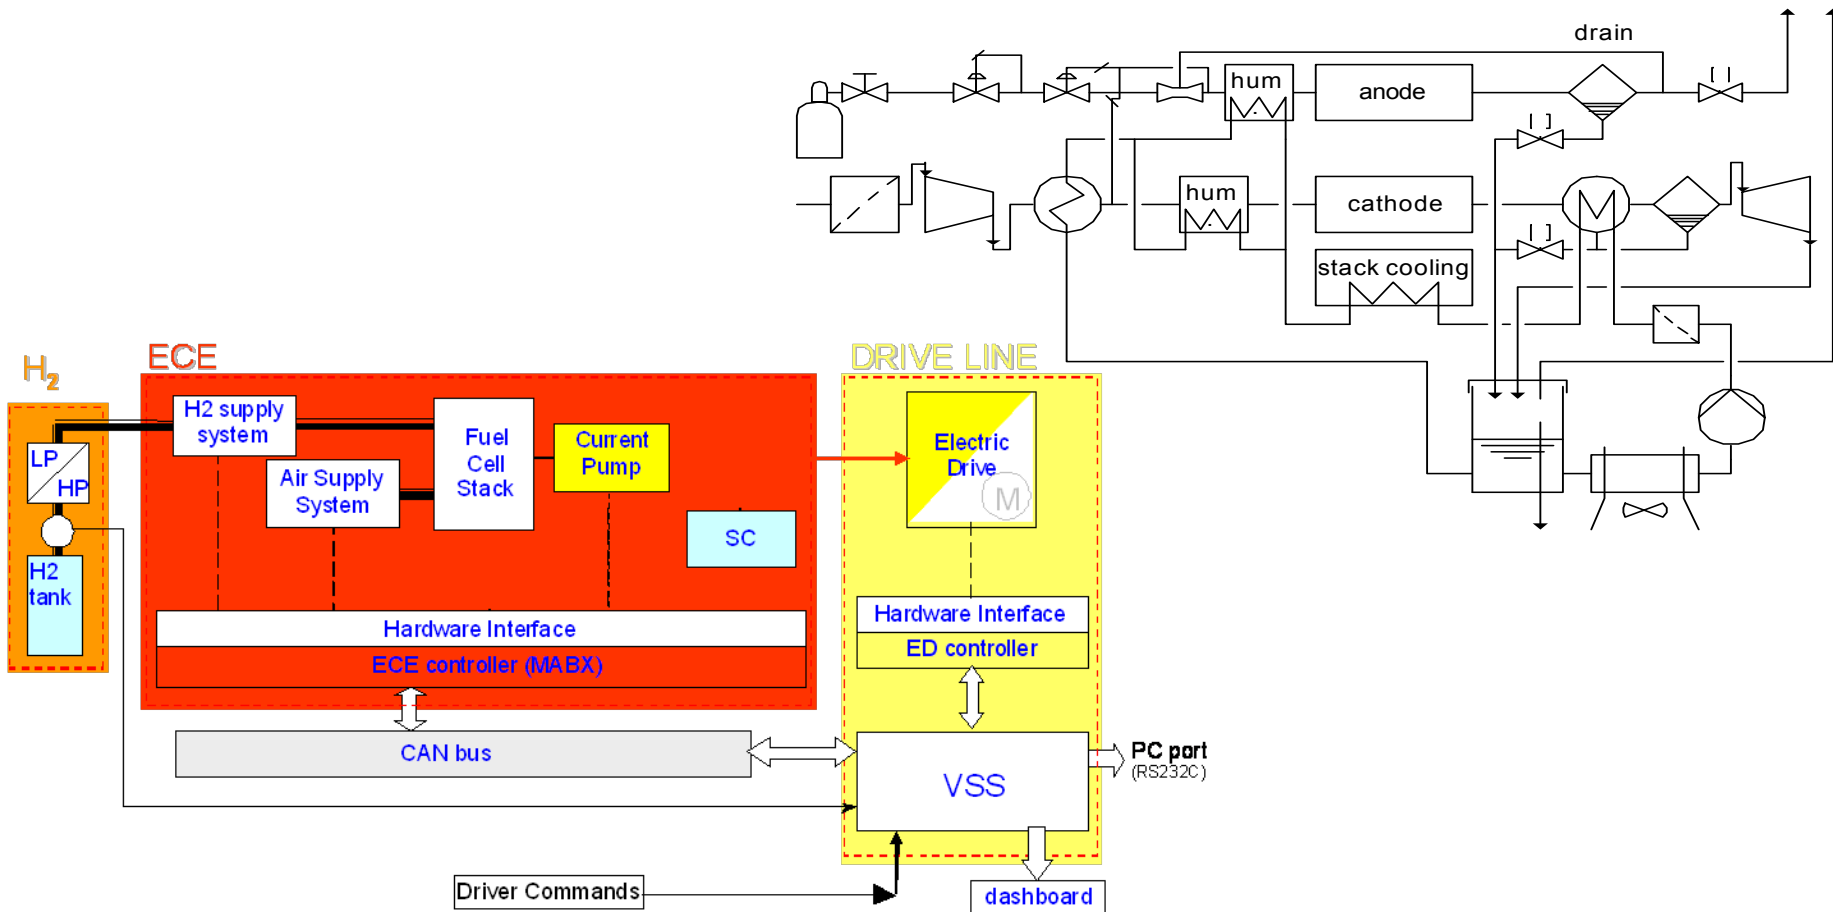 drain
hum
anode
hum
cathode
stack cooling
H2
ECE
DRIVE LINE
H2 supply
system
Fuel
Cell
Stack
Current
Pump
Electric
Drive
M
LP
HP
Air Supply
System
SC
H2
tank
Hardware Interface
ECE controller (MABX)
Hardware Interface
ED controller
CAN bus
VSS
PC port
(RS232C)
Driver Commands
dashboard